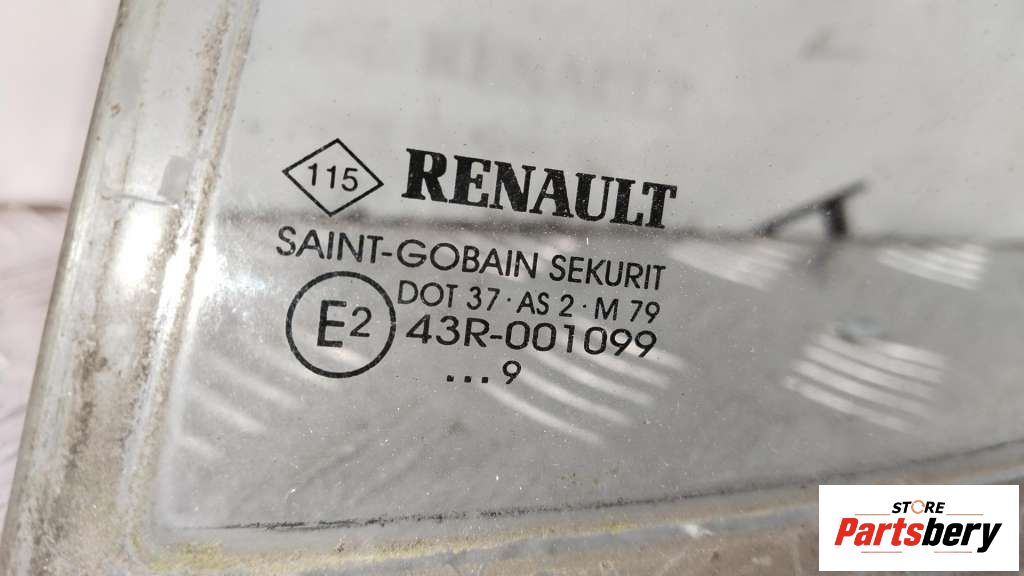 115 RENAULT
SAINT-GOBAIN SEKURIT
DOT 37 · AS 2 · M 79
E2 43R-001099
... 9
STORE
Partsbery